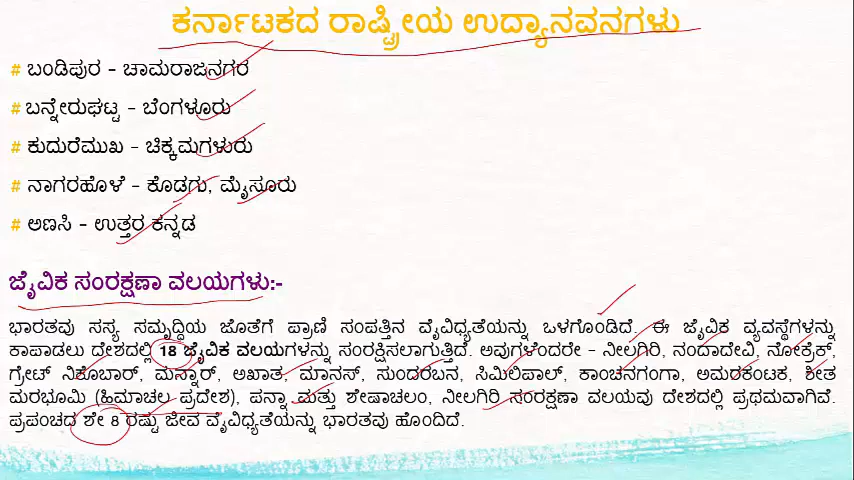 ಕರ್ನಾಟಕದ ರಾಷ್ಟ್ರೀಯ ಉದ್ಯಾನವನಗಳು
# ಬಂಡಿಪುರ – ಚಾಮರಾಜನಗರ
# ಬನ್ನೇರುಘಟ್ಟ – ಬೆಂಗಳೂರು
# ಕುದುರೆಮುಖ – ಚಿಕ್ಕಮಗಳುರು
# ನಾಗರಹೊಳೆ – ಕೊಡಗು, ಮೈಸೂರು
# ಅಣಸಿ – ಉತ್ತರ ಕನ್ನಡ
ಜೈವಿಕ ಸಂರಕ್ಷಣಾ ವಲಯಗಳು:-
ಭಾರತವು ಸಸ್ಯ ಸಮೃದ್ಧಿಯ ಜೊತೆಗೆ ಪ್ರಾಣಿ ಸಂಪತ್ತಿನ ವೈವಿಧ್ಯತೆಯನ್ನು ಒಳಗೊಂಡಿದೆ. ಈ ಜೈವಿಕ ವ್ಯವಸ್ಥೆಗಳನ್ನು
ಕಾಪಾಡಲು ದೇಶದಲ್ಲಿ 18 ಜೈವಿಕ ವಲಯಗಳನ್ನು ಸಂರಕ್ಷಿಸಲಾಗುತ್ತಿವೆ. ಅವುಗಳೆಂದರೇ – ನೀಲಗಿರಿ, ನಂದಾದೇವಿ, ನೋಕ್ರೆಕ್,
ಗ್ರೇಟ್ ನಿಕೋಬಾರ್, ಮನ್ನಾರ್, ಅಖಾತ, ಮಾನಸ್, ಸುಂದರಬನ, ಸಿಮಿಲಿಪಾಲ್, ಕಾಂಚನಗಂಗಾ, ಅಮರಕಂಟಕ, ಶೀತ
ಮರಭೂಮಿ (ಹಿಮಾಚಲ ಪ್ರದೇಶ), ಪನ್ನಾ ಮತ್ತು ಶೇಷಾಚಲಂ, ನೀಲಗಿರಿ ಸಂರಕ್ಷಣಾ ವಲಯವು ದೇಶದಲ್ಲಿ ಪ್ರಥಮವಾಗಿವೆ.
ಪ್ರಪಂಚದ ಶೇ 8 ರಷ್ಟು ಜೀವ ವೈವಿಧ್ಯತೆಯನ್ನು ಭಾರತವು ಹೊಂದಿದೆ.